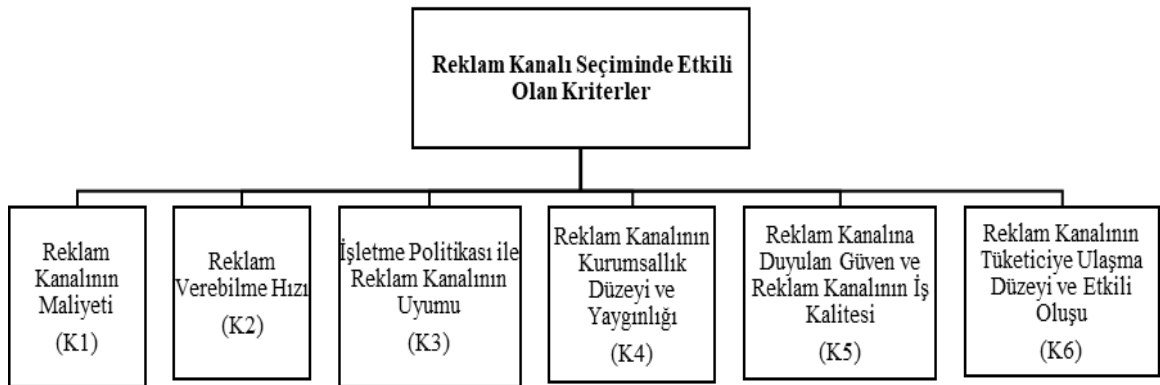 Reklam Kanalı Seçiminde Etkili
Olan Kriterler
Reklam
Kanalının
Maliyeti
(K1)
Reklam
Verebilme Hızı
(K2)
İşletme Politikası ile
Reklam Kanalının
Uyumu
(K3)
Reklam Kanalının
Kurumsallık
Düzeyi ve
Yaygınlığı
(K4)
Reklam Kanalına
Duyulan Güven ve
Reklam Kanalının İş
Kalitesi
(K5)
Reklam Kanalının
Tüketiciye Ulaşma
Düzeyi ve Etkili
Oluşu
(K6)